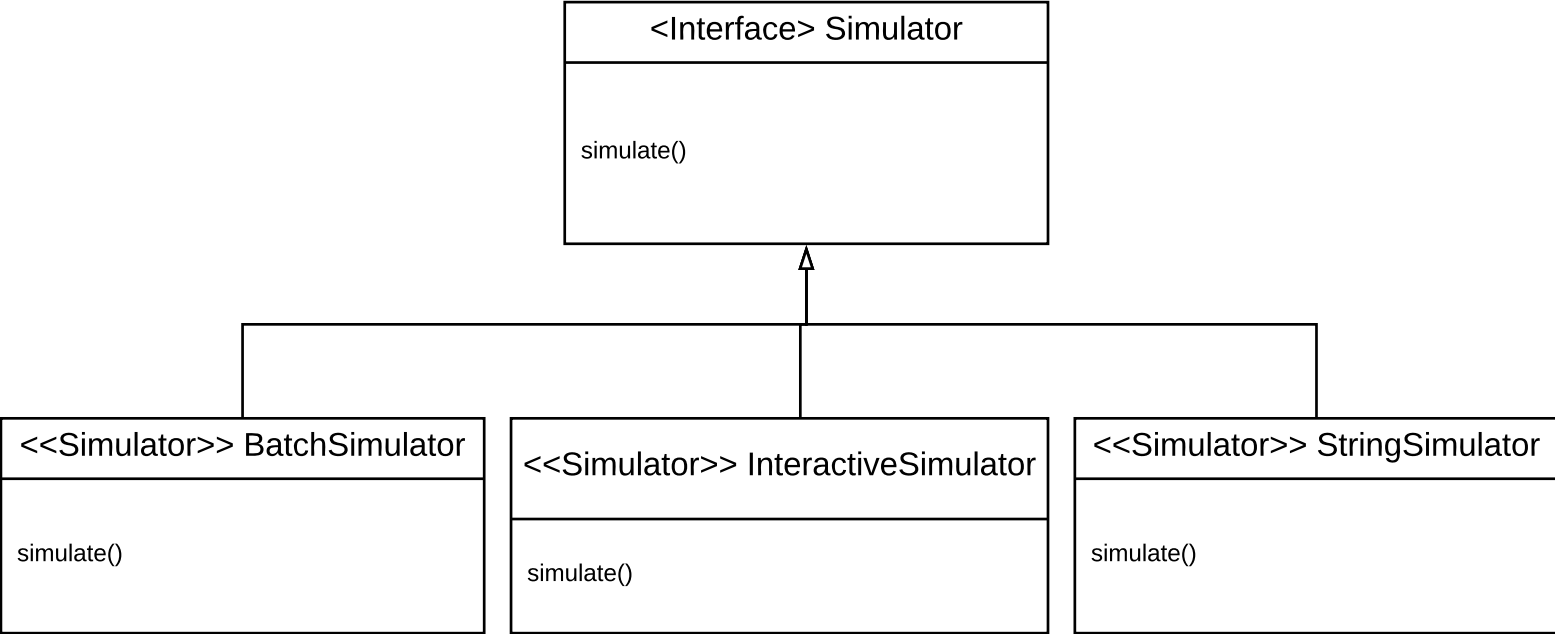 <Interface> Simulator
simulate()
<<Simulator>> BatchSimulator
simulate()
<<Simulator>> InteractiveSimulator
simulate()
<<Simulator>> StringSimulator
simulate()